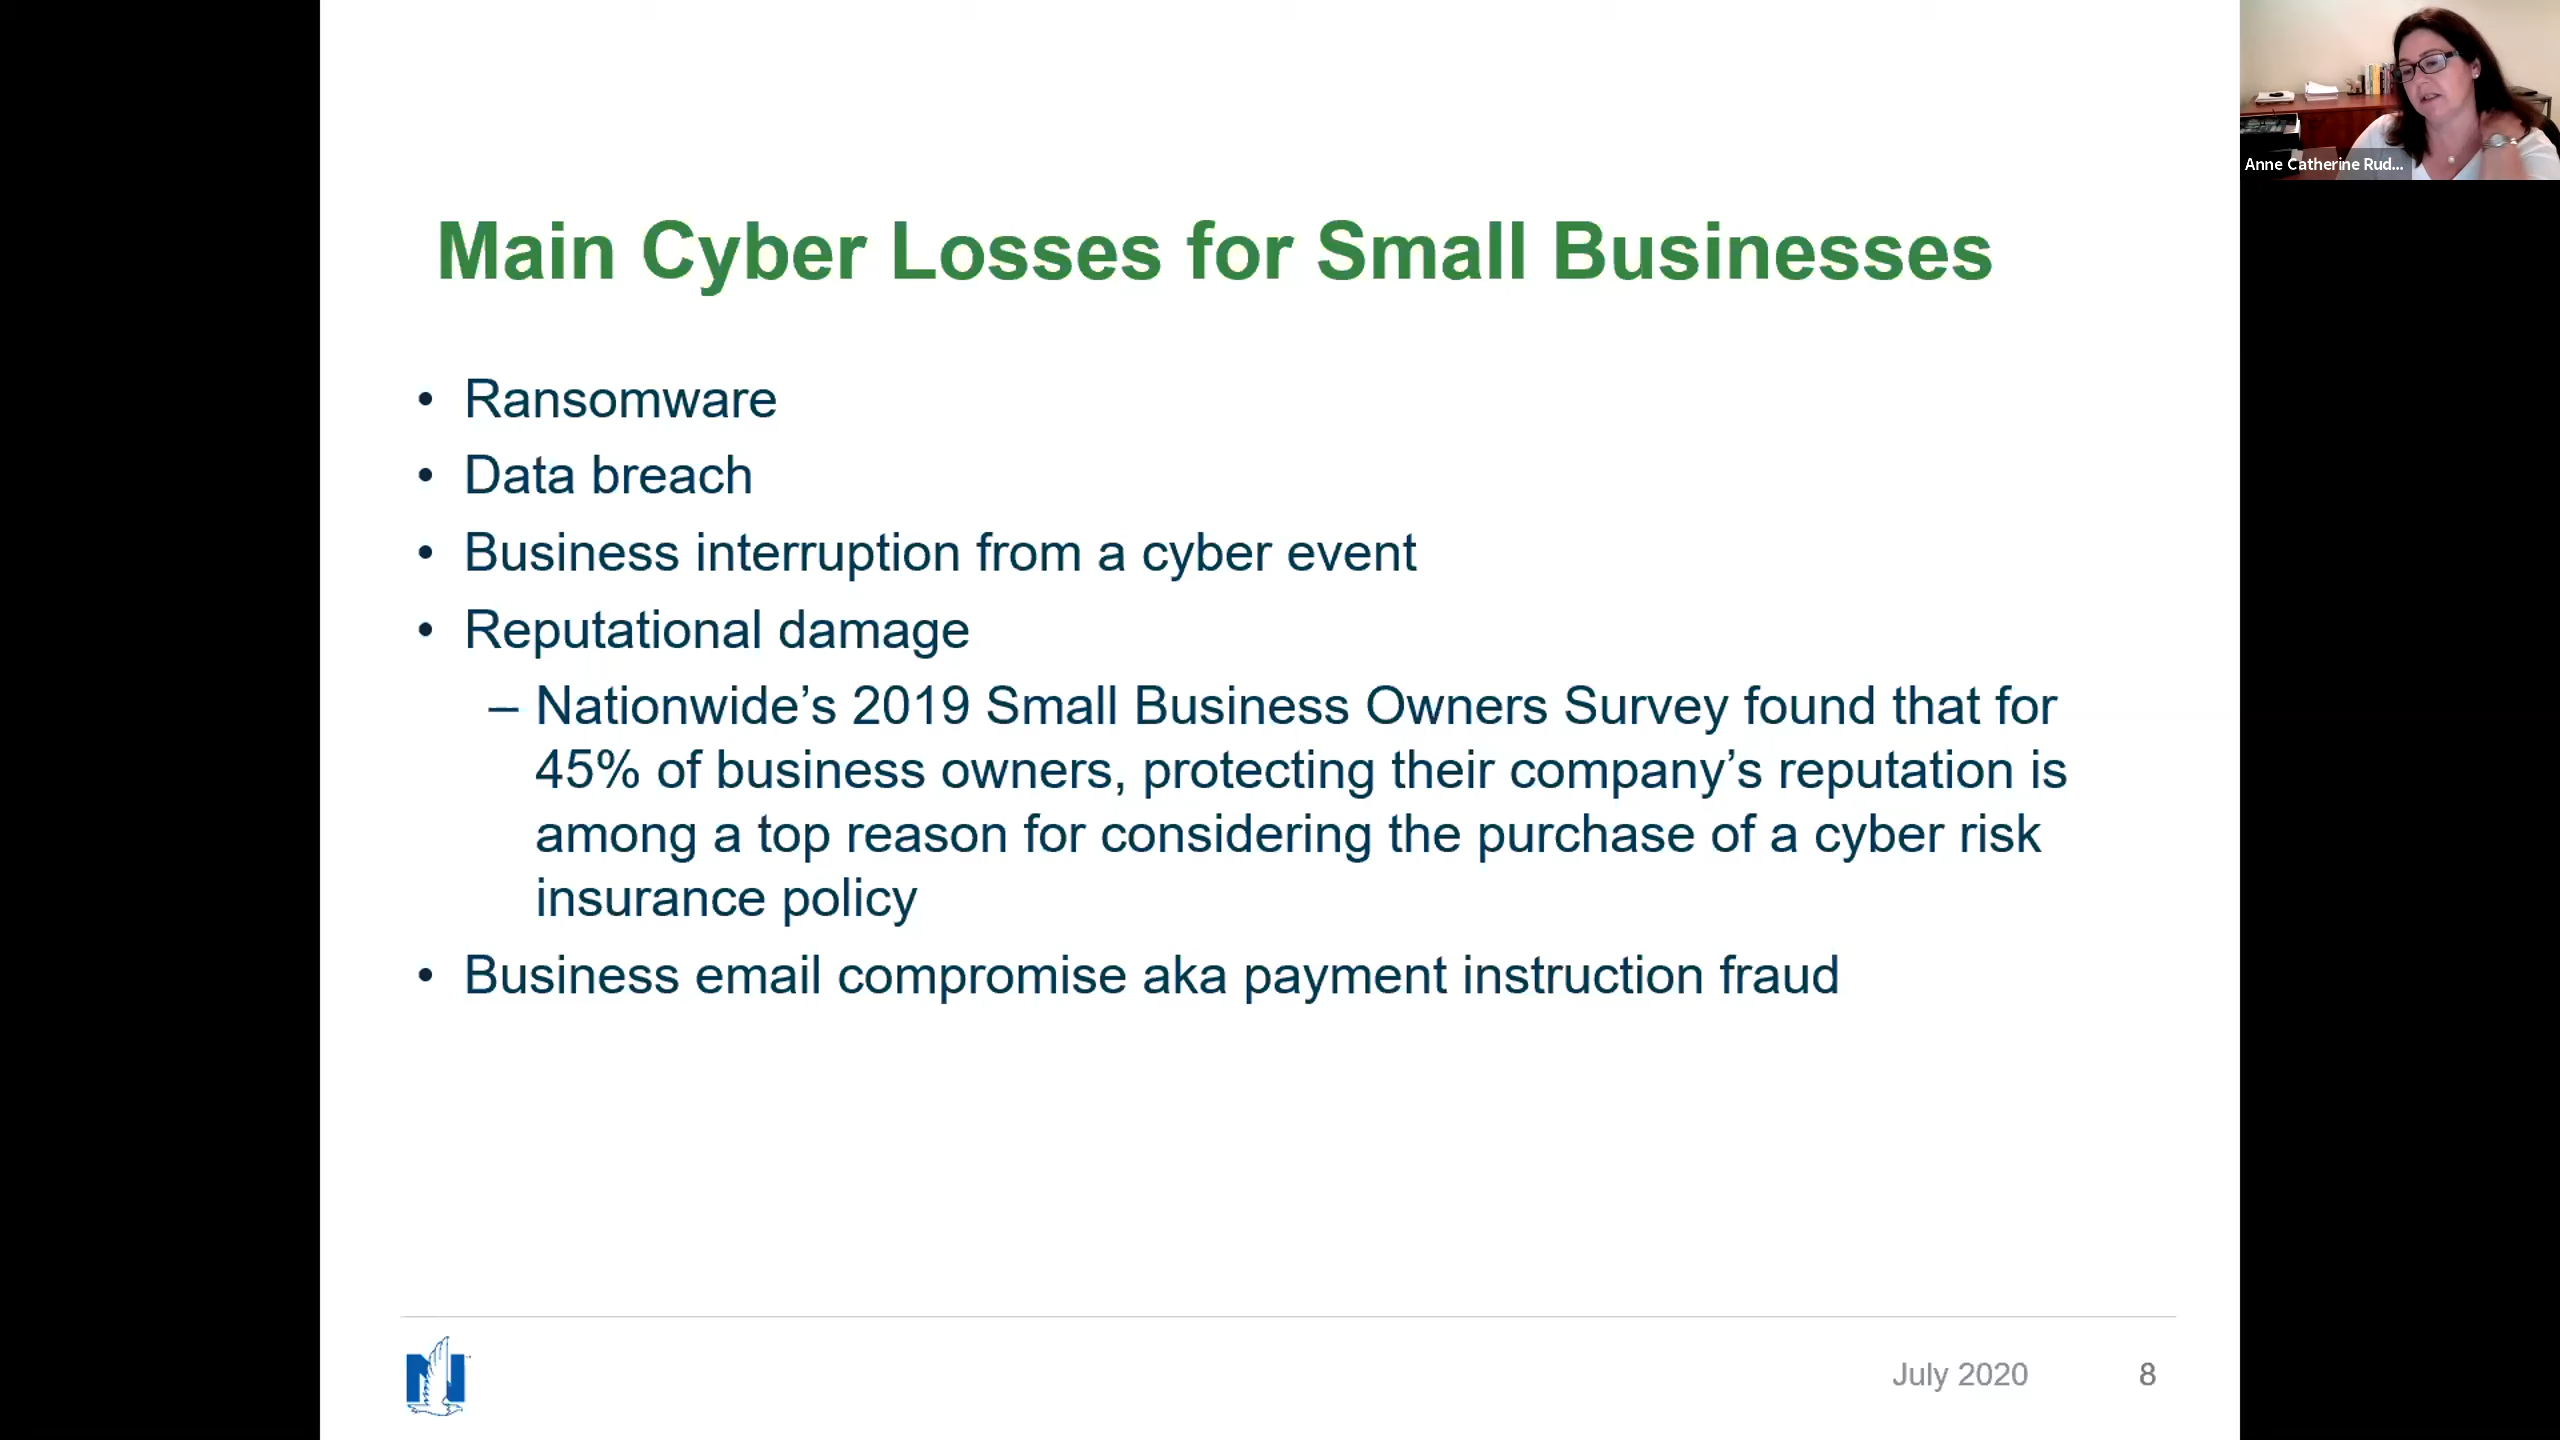 Anne Catherine Rud...
Main Cyber Losses for Small Businesses
• Ransomware
• Data breach
• Business interruption from a cyber event
• Reputational damage
– Nationwide’s 2019 Small Business Owners Survey found that for
45% of business owners, protecting their company’s reputation is
among a top reason for considering the purchase of a cyber risk
insurance policy
• Business email compromise aka payment instruction fraud
N
July 2020
8